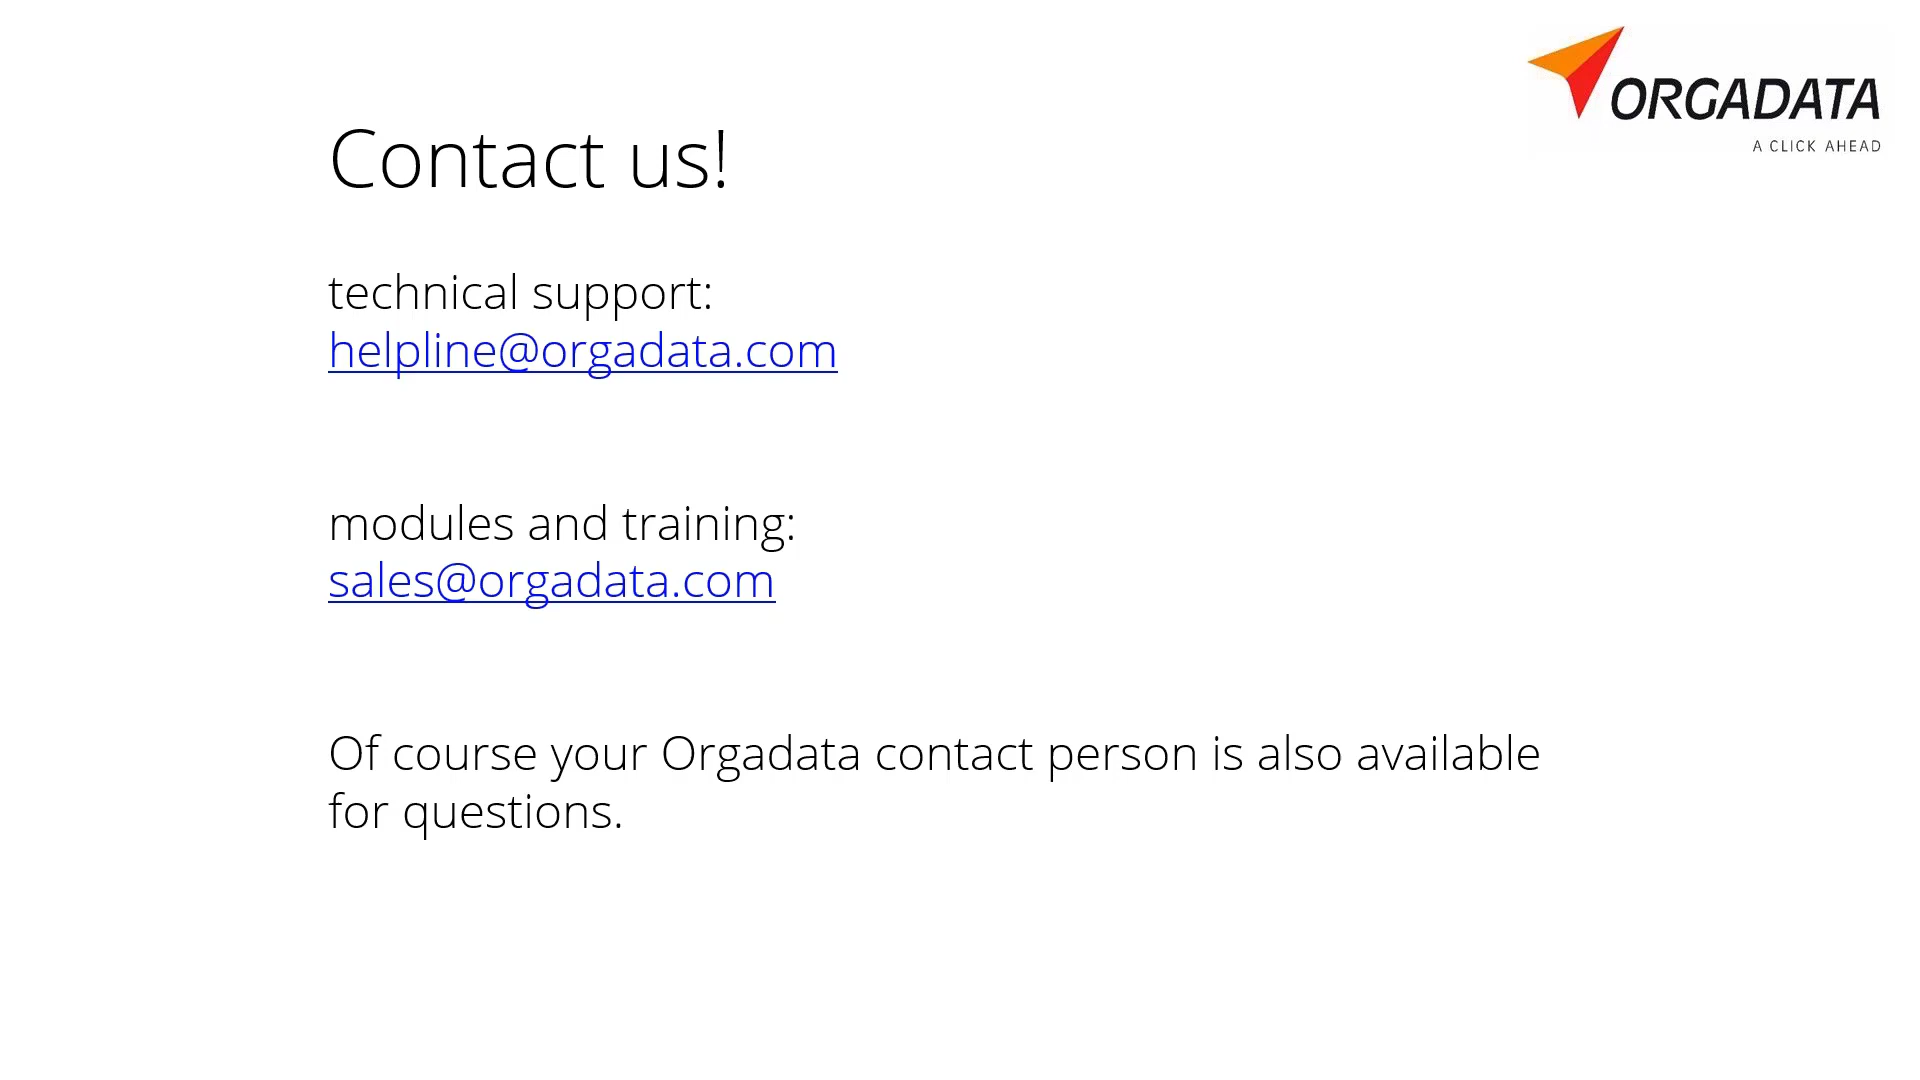 ORGADATA
A CLICK AHEAD
Contact us!
technical support:
helpline@orgadata.com
modules and training:
sales@orgadata.com
Of course your Orgadata contact person is also available
for questions.